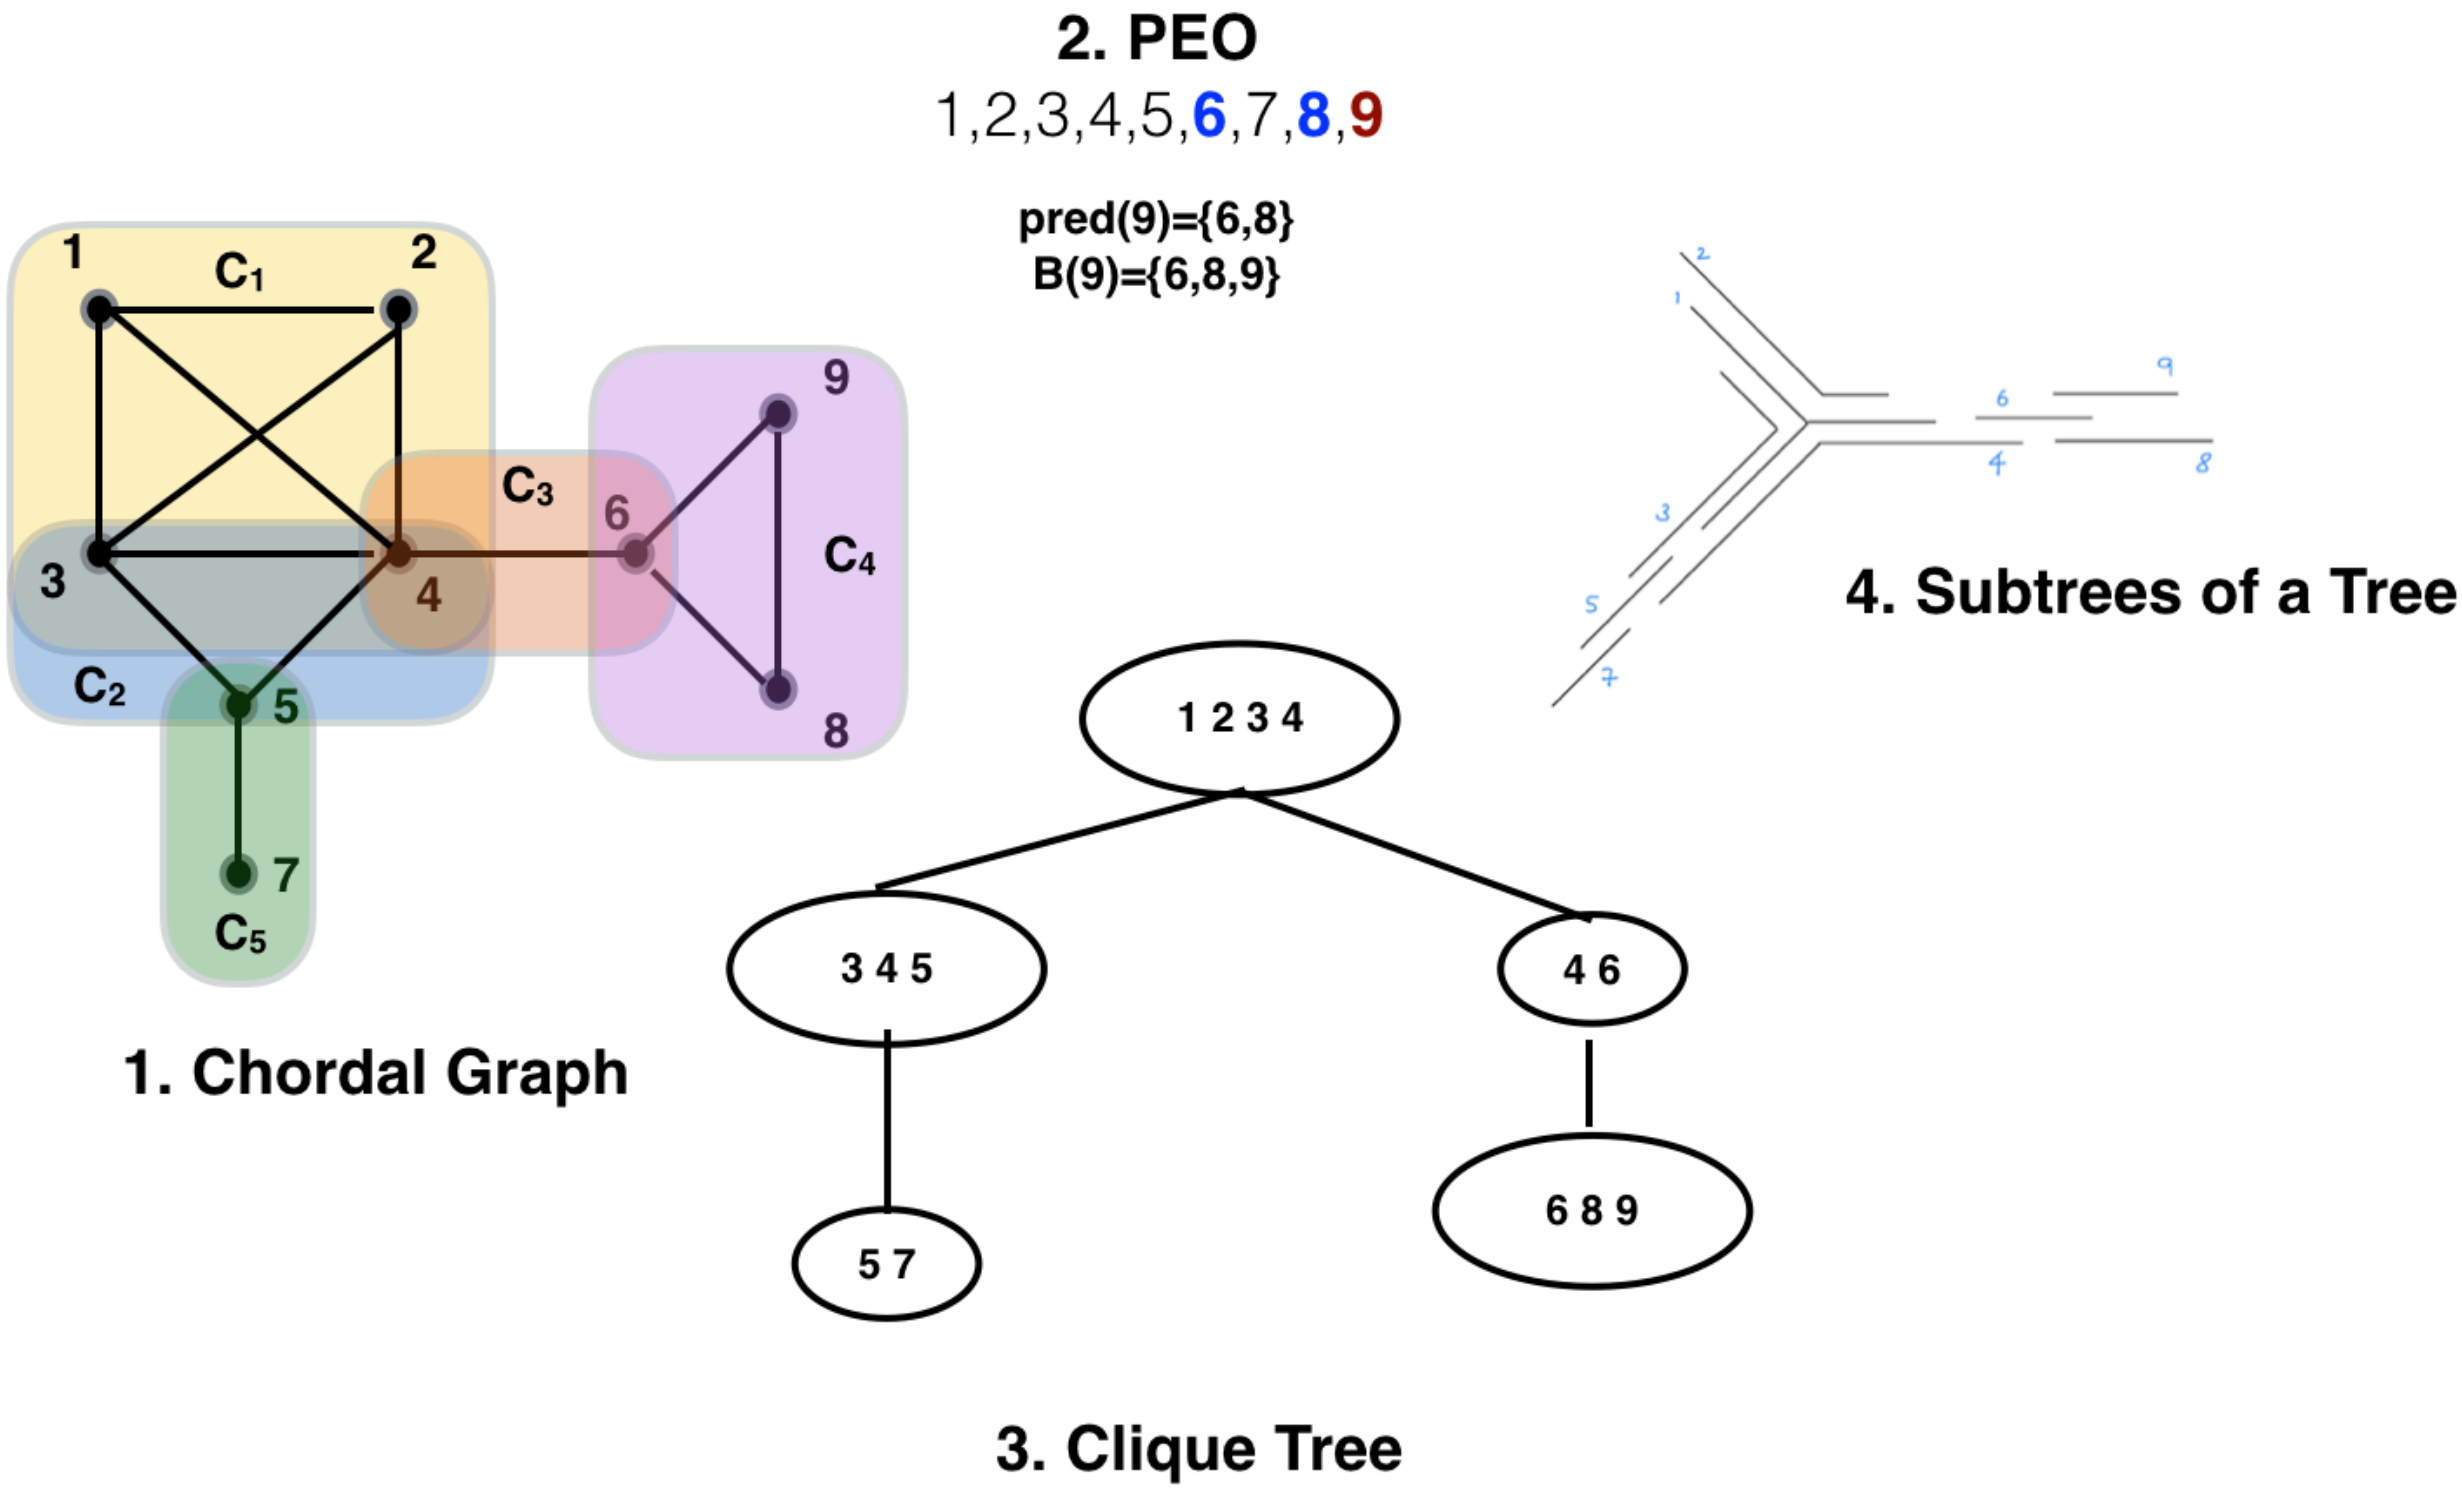 2. PEO
1,2,3,4,5,6,7,8,9
pred(9)={6,8}
B(9)={6,8,9}
1
C1
2
3
4
C3
6
9
C4
8
C2
5
7
C5
1. Chordal Graph
2
1
9
6
4
8
3
5
7
4. Subtrees of a Tree
1 2 3 4
3 4 5
4 6
5 7
6 8 9
3. Clique Tree